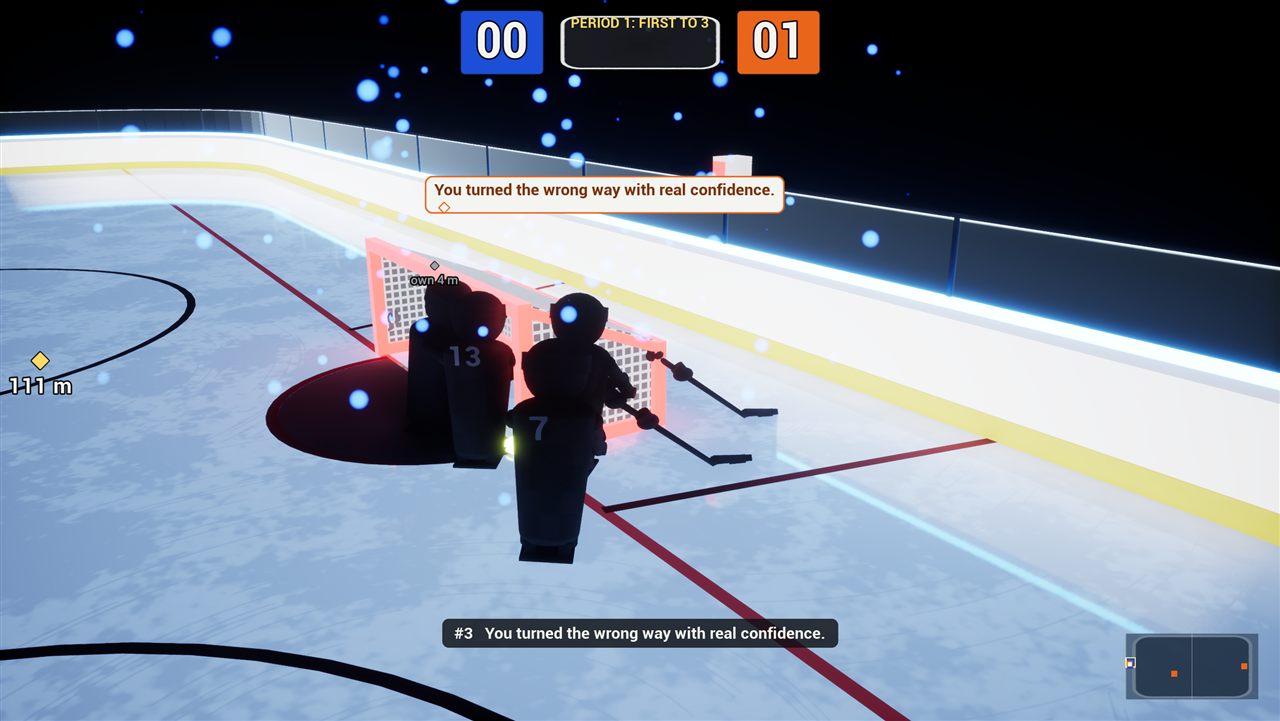 00
PERIOD 1: FIRST TO 3
01
You turned the wrong way with real confidence.
own 4 m
13
111 m
7
#3 You turned the wrong way with real confidence.